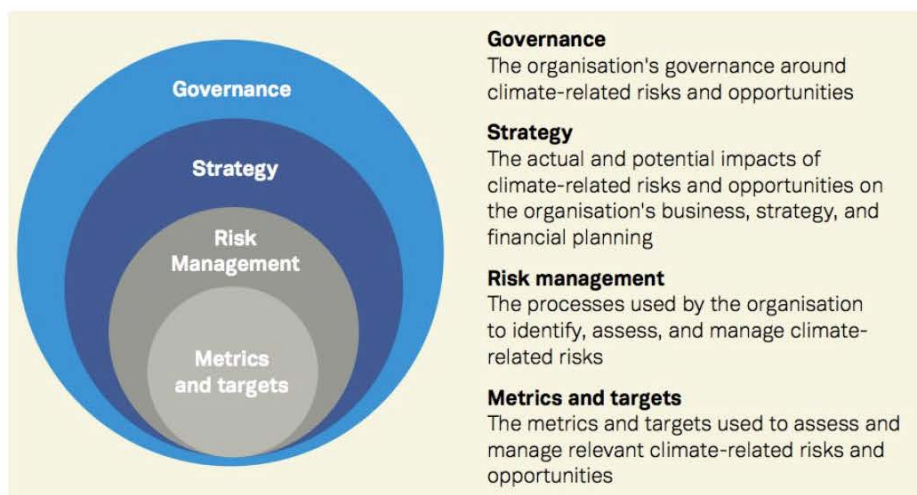 Governance
Strategy
Risk
Management
Metrics
and targets
Governance
The organisation's governance around
climate-related risks and opportunities
Strategy
The actual and potential impacts of
climate-related risks and opportunities on
the organisation's business, strategy, and
financial planning
Risk management
The processes used by the organisation
to identify, assess, and manage climate-
related risks
Metrics and targets
The metrics and targets used to assess and
manage relevant climate-related risks and
opportunities